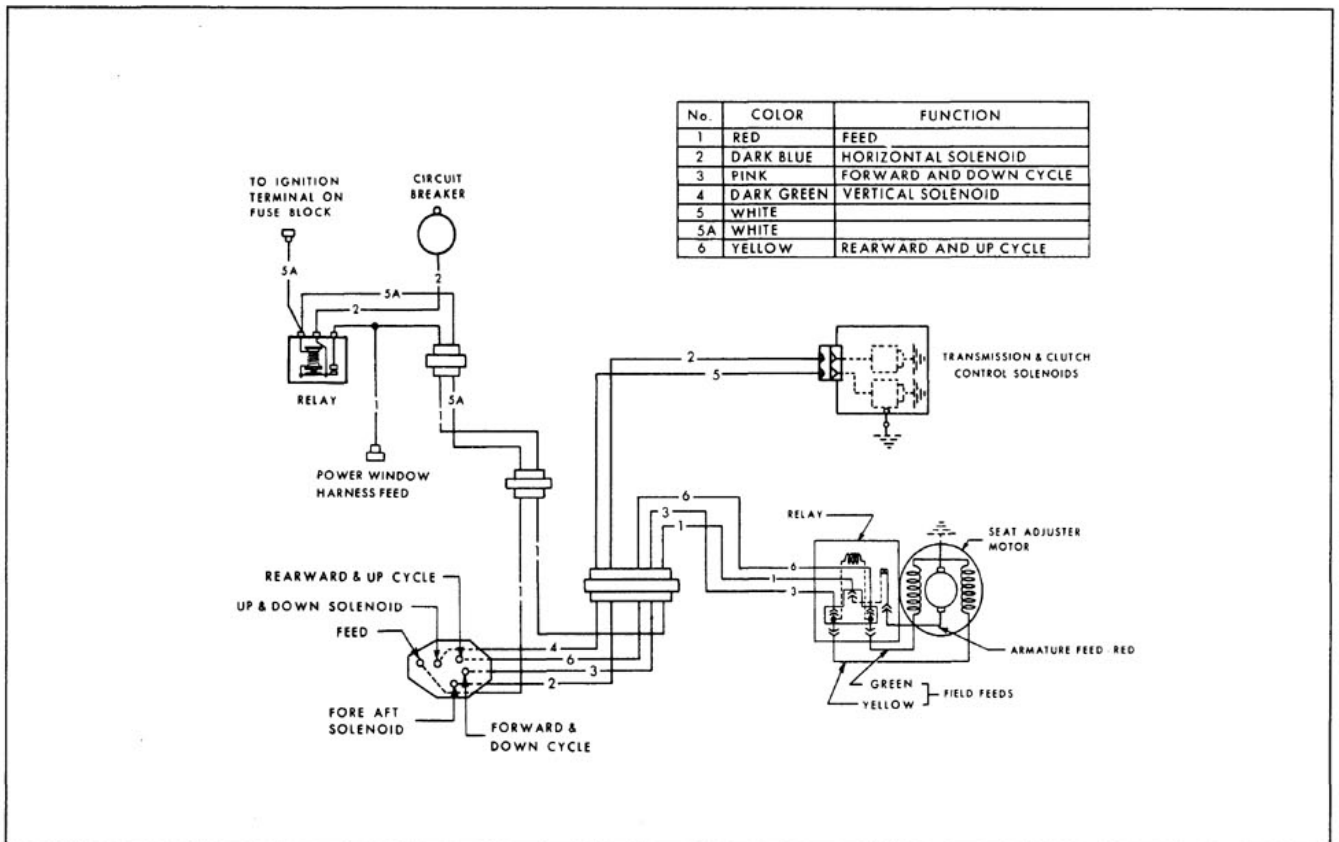 No. COLOR FUNCTION
1 RED FEED
2 DARK BLUE HORIZONTAL SOLENOID
3 PINK FORWARD AND DOWN CYCLE
4 DARK GREEN VERTICAL SOLENOID
5 WHITE
5A WHITE
6 YELLOW REARWARD AND UP CYCLE
TO IGNITION
TERMINAL ON
FUSE BLOCK
CIRCUIT
BREAKER
5A
2
5A
2
RELAY
5A
POWER WINDOW
HARNESS FEED
2
5
TRANSMISSION & CLUTCH
CONTROL SOLENOIDS
6
3
1
RELAY
SEAT ADJUSTER
MOTOR
6
1
3
REARWARD & UP CYCLE
UP & DOWN SOLENOID
FEED
4
6
3
2
FORE AFT
SOLENOID
FORWARD &
DOWN CYCLE
ARMATURE FEED - RED
GREEN
YELLOW
FIELD FEEDS